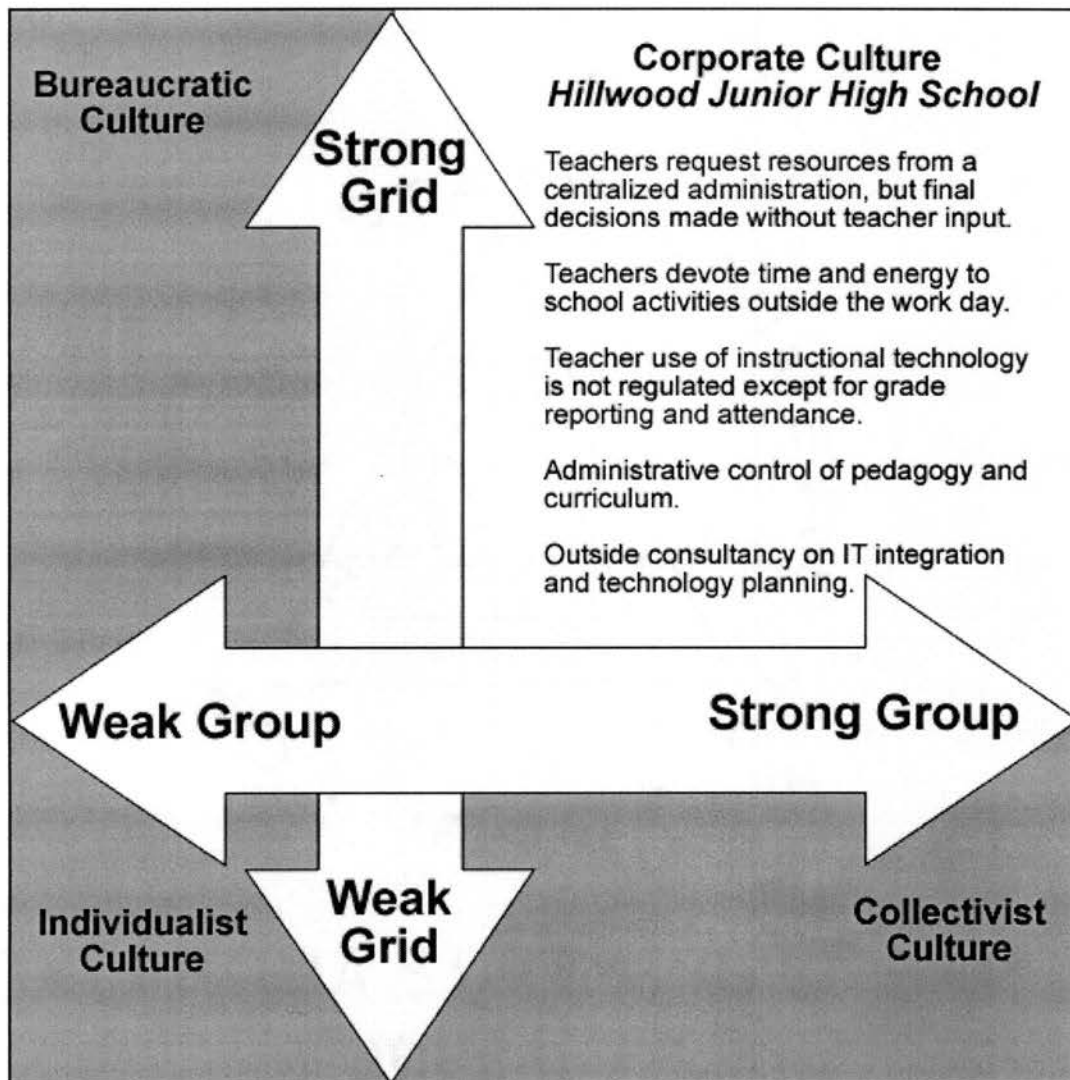 Bureaucratic
Culture
Strong
Grid
Corporate Culture
Hillwood Junior High School
Teachers request resources from a
centralized administration, but final
decisions made without teacher input.
Teachers devote time and energy to
school activities outside the work day.
Teacher use of instructional technology
is not regulated except for grade
reporting and attendance.
Administrative control of pedagogy and
curriculum.
Outside consultancy on IT integration
and technology planning.
Weak Group
Strong Group
Individualist
Culture
Weak
Grid
Collectivist
Culture